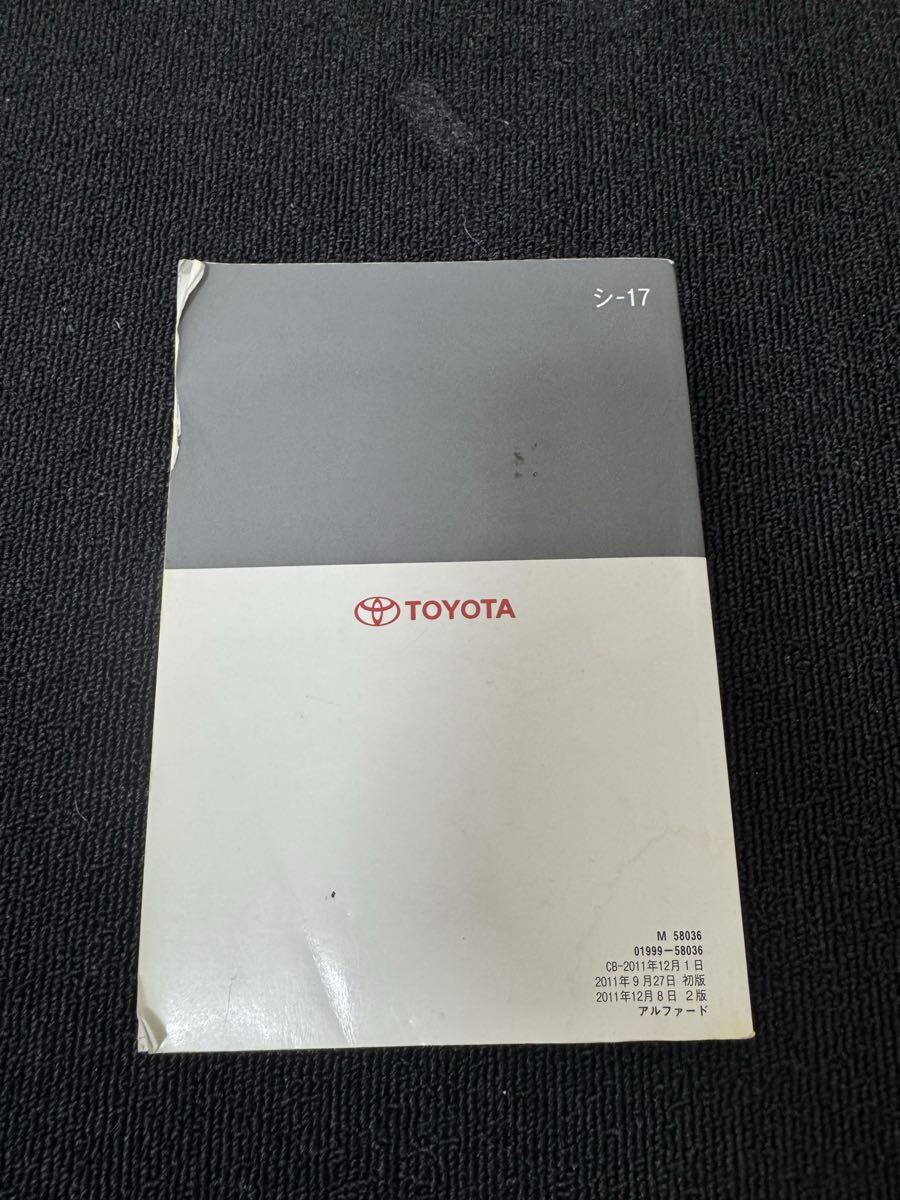 シ-17
TOYOTA
M 58036
01999-58036
CB-2011年12月1日
2011年9月27日 初版
2011年12月8日 2版
アルファード